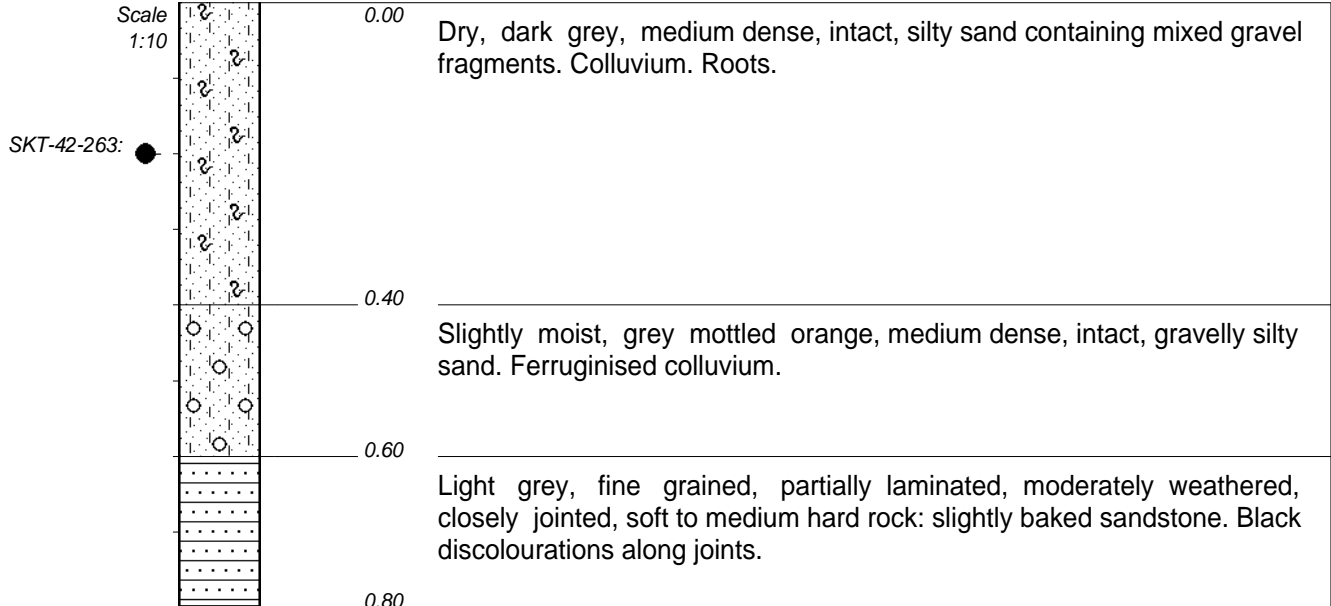 Scale
1:10
0.00
Dry, dark grey, medium dense, intact, silty sand containing mixed gravel
fragments. Colluvium. Roots.
SKT-42-263:
0.40
Slightly moist, grey mottled orange, medium dense, intact, gravelly silty
sand. Ferruginised colluvium.
0.60
Light grey, fine grained, partially laminated, moderately weathered,
closely jointed, soft to medium hard rock: slightly baked sandstone. Black
discolourations along joints.
0.80